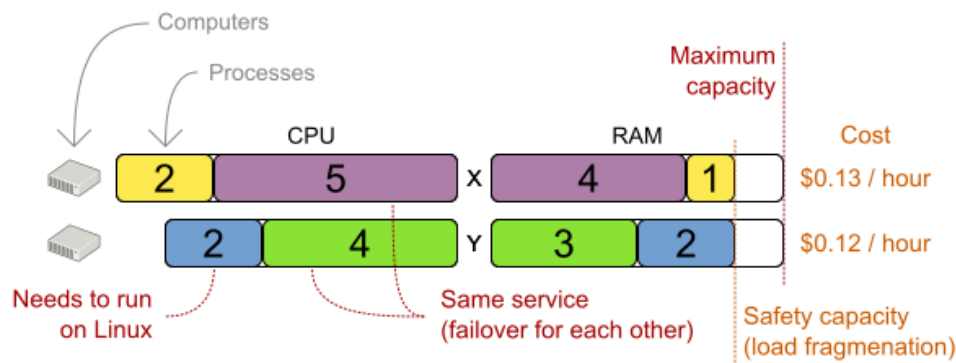 Computers
Processes
Maximum
capacity
CPU
RAM
Cost
2
5
X
4
1
$0.13 / hour
2
4
Y
3
2
$0.12 / hour
Needs to run
on Linux
Same service
(failover for each other)
Safety capacity
(load fragmenation)